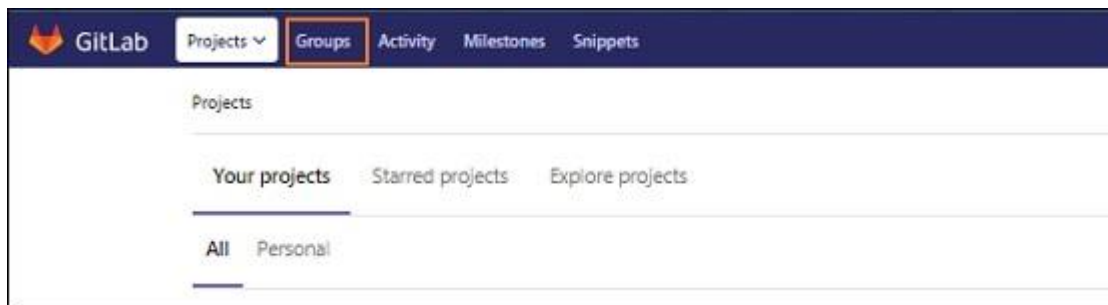 GitLab Projects Groups Activity Milestones Snippets
Projects
Your projects Starred projects Explore projects
All Personal